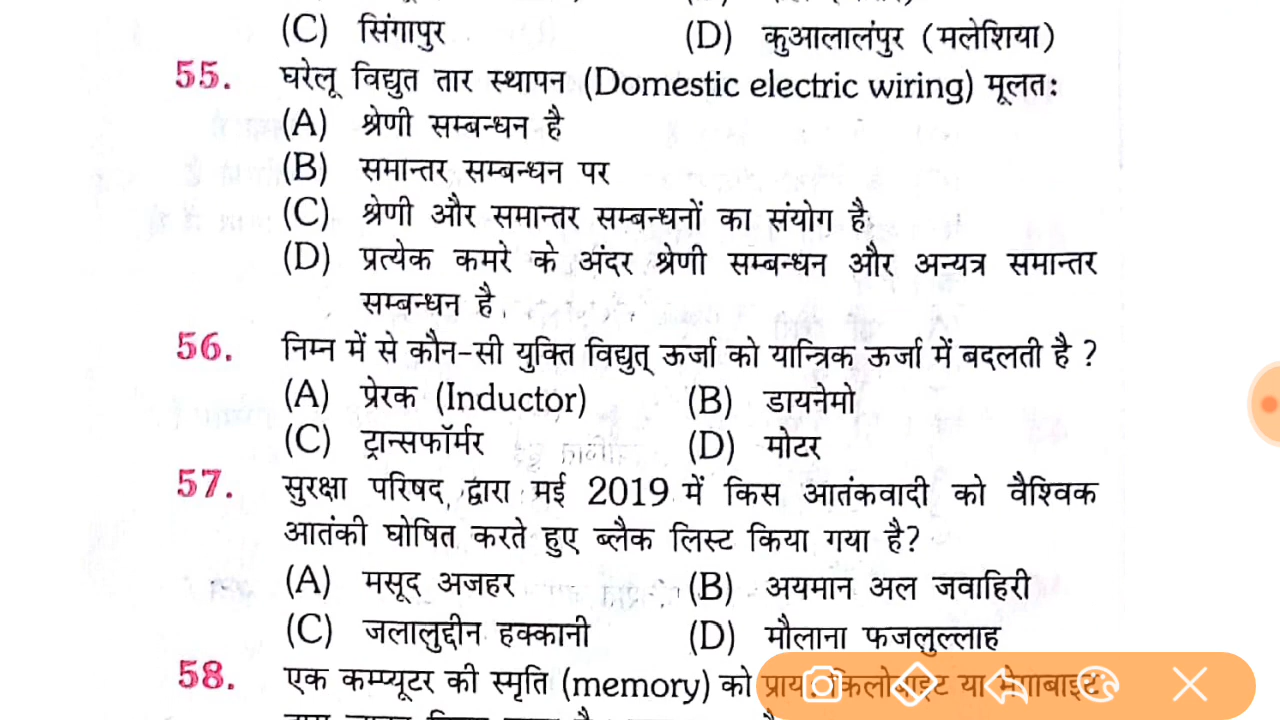 (C) सिंगापुर (D) कुआलालंपुर (मलेशिया)
55. घरेलू विद्युत तार स्थापन (Domestic electric wiring) मूलतः
(A) श्रेणी सम्बन्धन है
(B) समान्तर सम्बन्धन पर
(C) श्रेणी और समान्तर सम्बन्धनों का संयोग है
(D) प्रत्येक कमरे के अंदर श्रेणी सम्बन्धन और अन्यत्र समान्तर
सम्बन्धन है
56. निम्न में से कौन-सी युक्ति विद्युत् ऊर्जा को यान्त्रिक ऊर्जा में बदलती है ?
(A) प्रेरक (Inductor) (B) डायनेमो
(C) ट्रान्सफॉर्मर (D) मोटर
57. सुरक्षा परिषद द्वारा मई 2019 में किस आतंकवादी को वैश्विक
आतंकी घोषित करते हुए ब्लैक लिस्ट किया गया है?
(A) मसूद अजहर (B) अयमान अल जवाहिरी
(C) जलालुद्दीन हक्कानी (D) मौलाना फजलुल्लाह
58. एक कम्प्यूटर की स्मृति (memory) को प्रायः किलोबाइट या मेगाबाइट